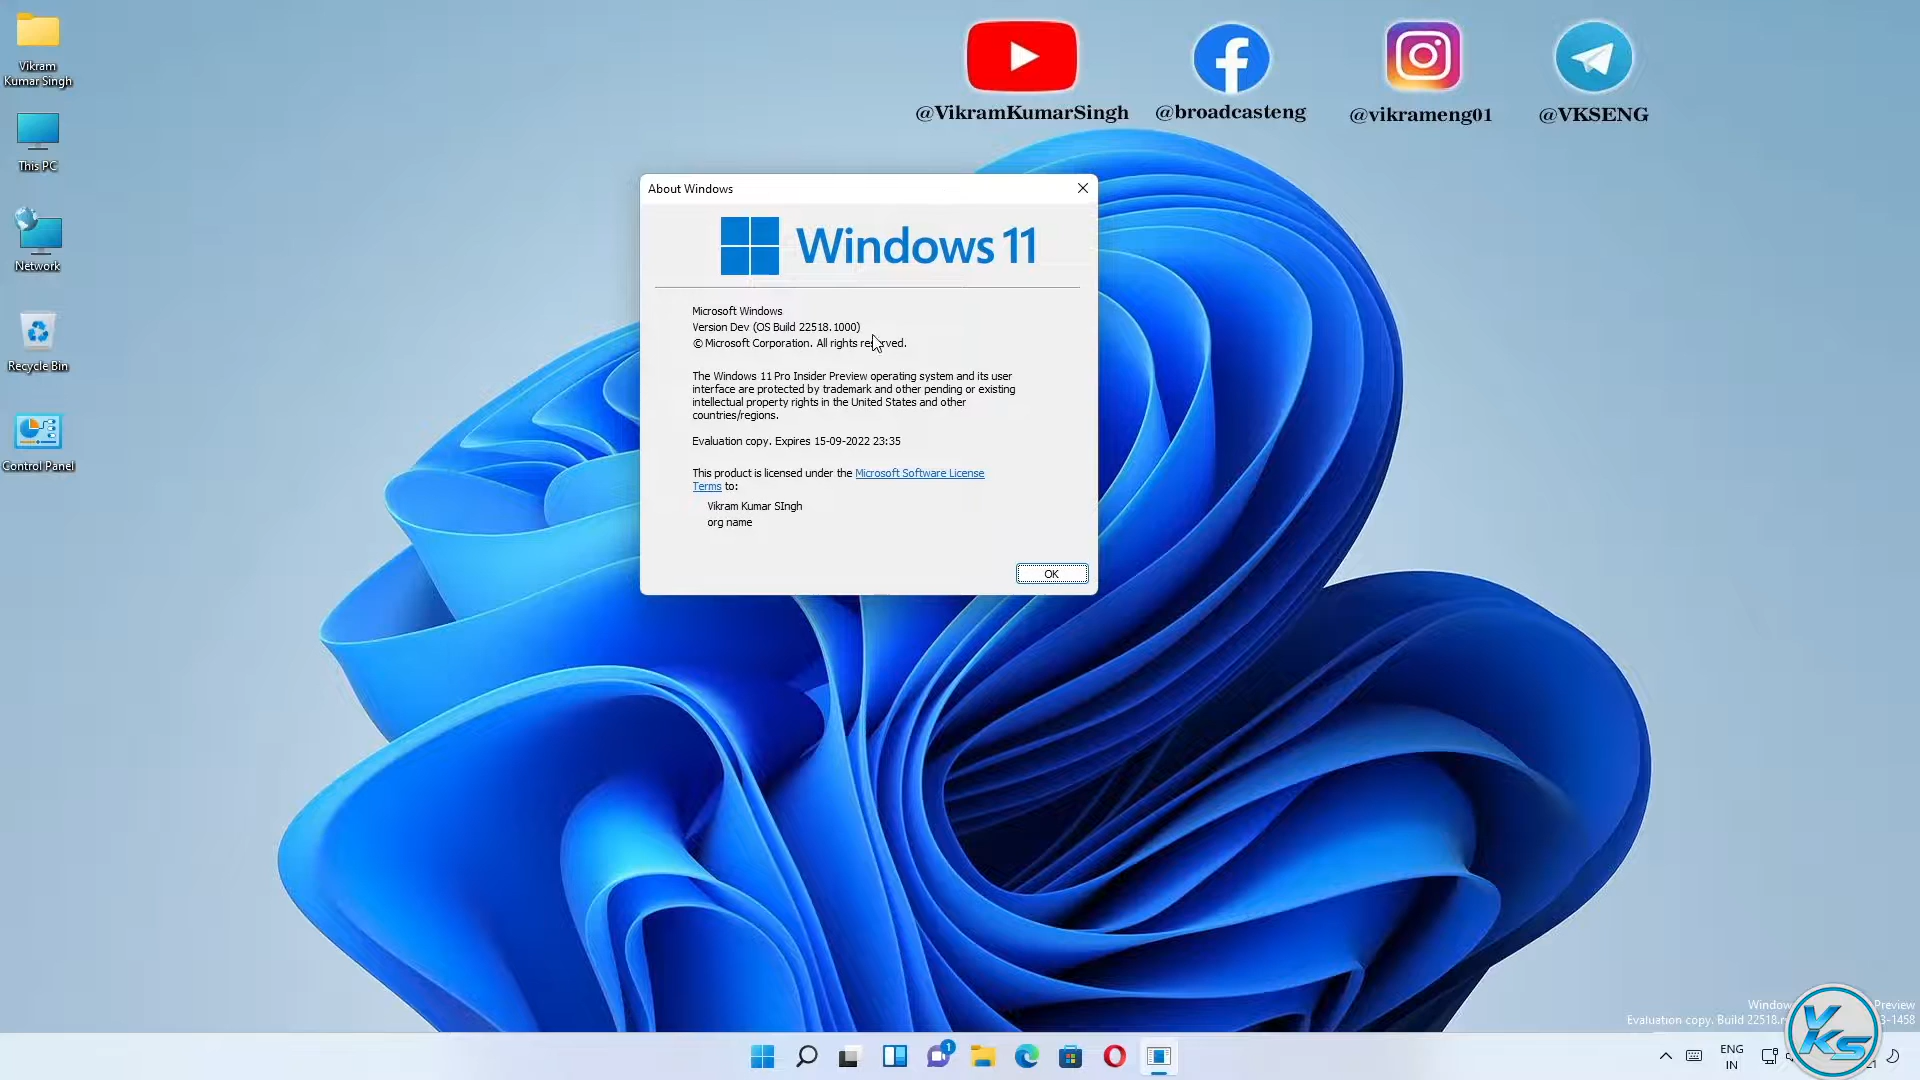 Vikram
Kumar Singh
This PC
Network
Recycle Bin
Control Panel
@VikramKumarSingh
@broadcasteng
@vikrameng01
@VKSENG
About Windows
Windows 11
Microsoft Windows
Version Dev (OS Build 22518.1000)
© Microsoft Corporation. All rights reserved.
The Windows 11 Pro Insider Preview operating system and its user
interface are protected by trademark and other pending or existing
intellectual property rights in the United States and other
countries/regions.
Evaluation copy. Expires 15-09-2022 23:35
This product is licensed under the Microsoft Software License
Terms to:
Vikram Kumar SIngh
org name
OK
Preview
Evaluation copy. Build 22518.
-1458
1
ENG
IN
VKS